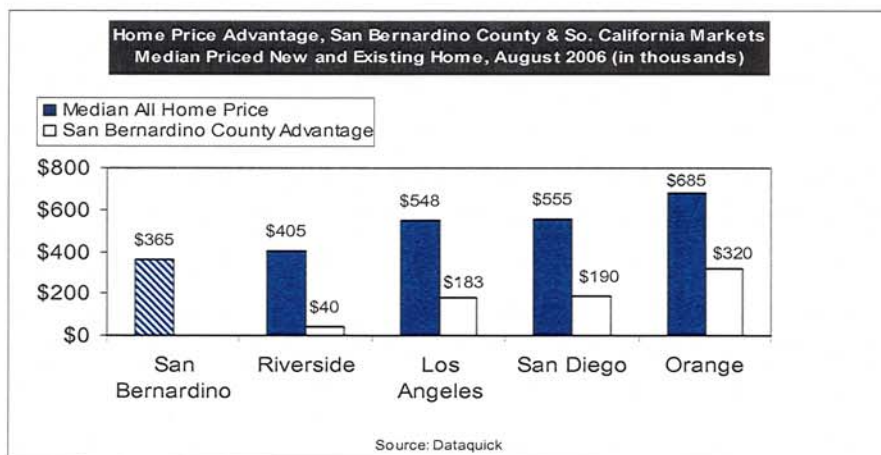 Home Price Advantage, San Bernardino County & So. California Markets
Median Priced New and Existing Home, August 2006 (in thousands)
Median All Home Price
San Bernardino County Advantage
$800
$600
$400
$200
$0
$365
$405
$40
$548
$183
$555
$190
$685
$320
San
Bernardino
Riverside
Los
Angeles
San Diego
Orange
Source: Dataquick